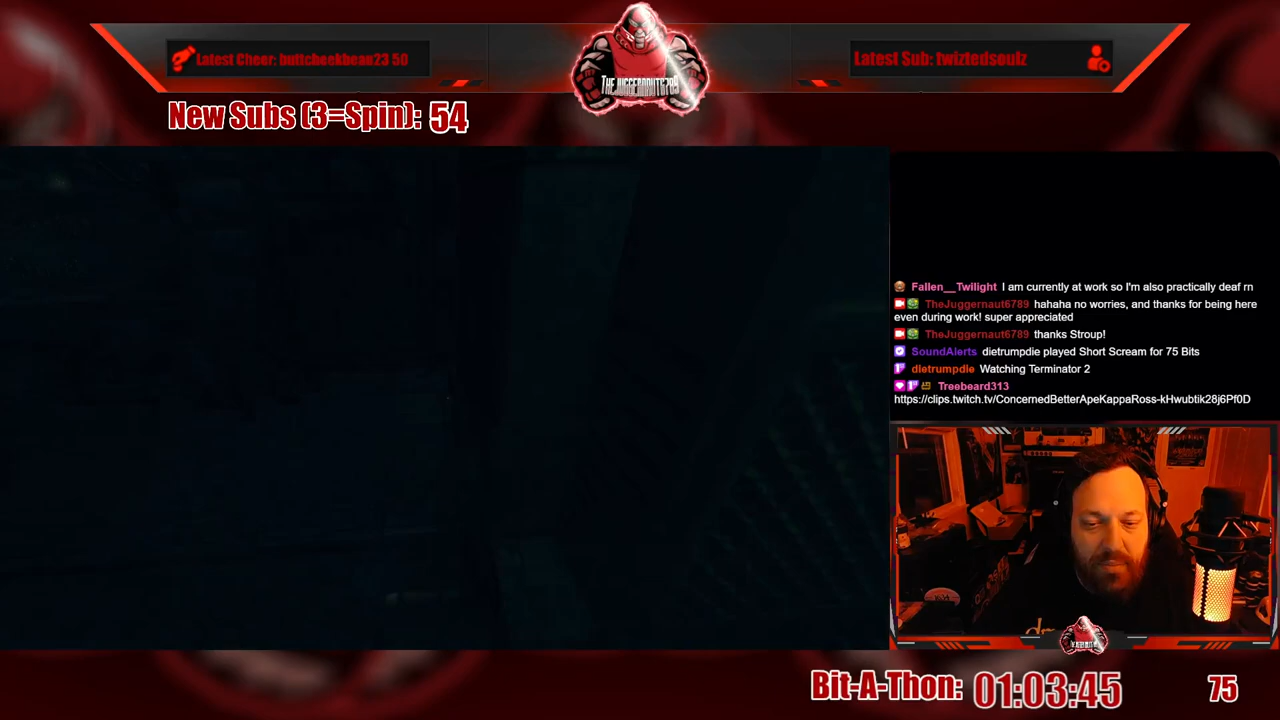 Latest Cheer: buttcheekbean23 50
THEJUGGERNAUT6789
Latest Sub: twiztedsoulz
New Subs (3=Spin): 54
Fallen__Twilight I am currently at work so I'm also practically deaf rn
TheJuggernaut6789 hahaha no worries, and thanks for being here
even during work! super appreciated
TheJuggernaut6789 thanks Stroup!
SoundAlerts dietrumpdie played Short Scream for 75 Bits
dietrumpdie Watching Terminator 2
Treebeard313
https://clips.twitch.tv/ConcernedBetterApeKappaRoss-kHwubtik28j6Pf0D
Bit-A-Thon: 01:03:45
75